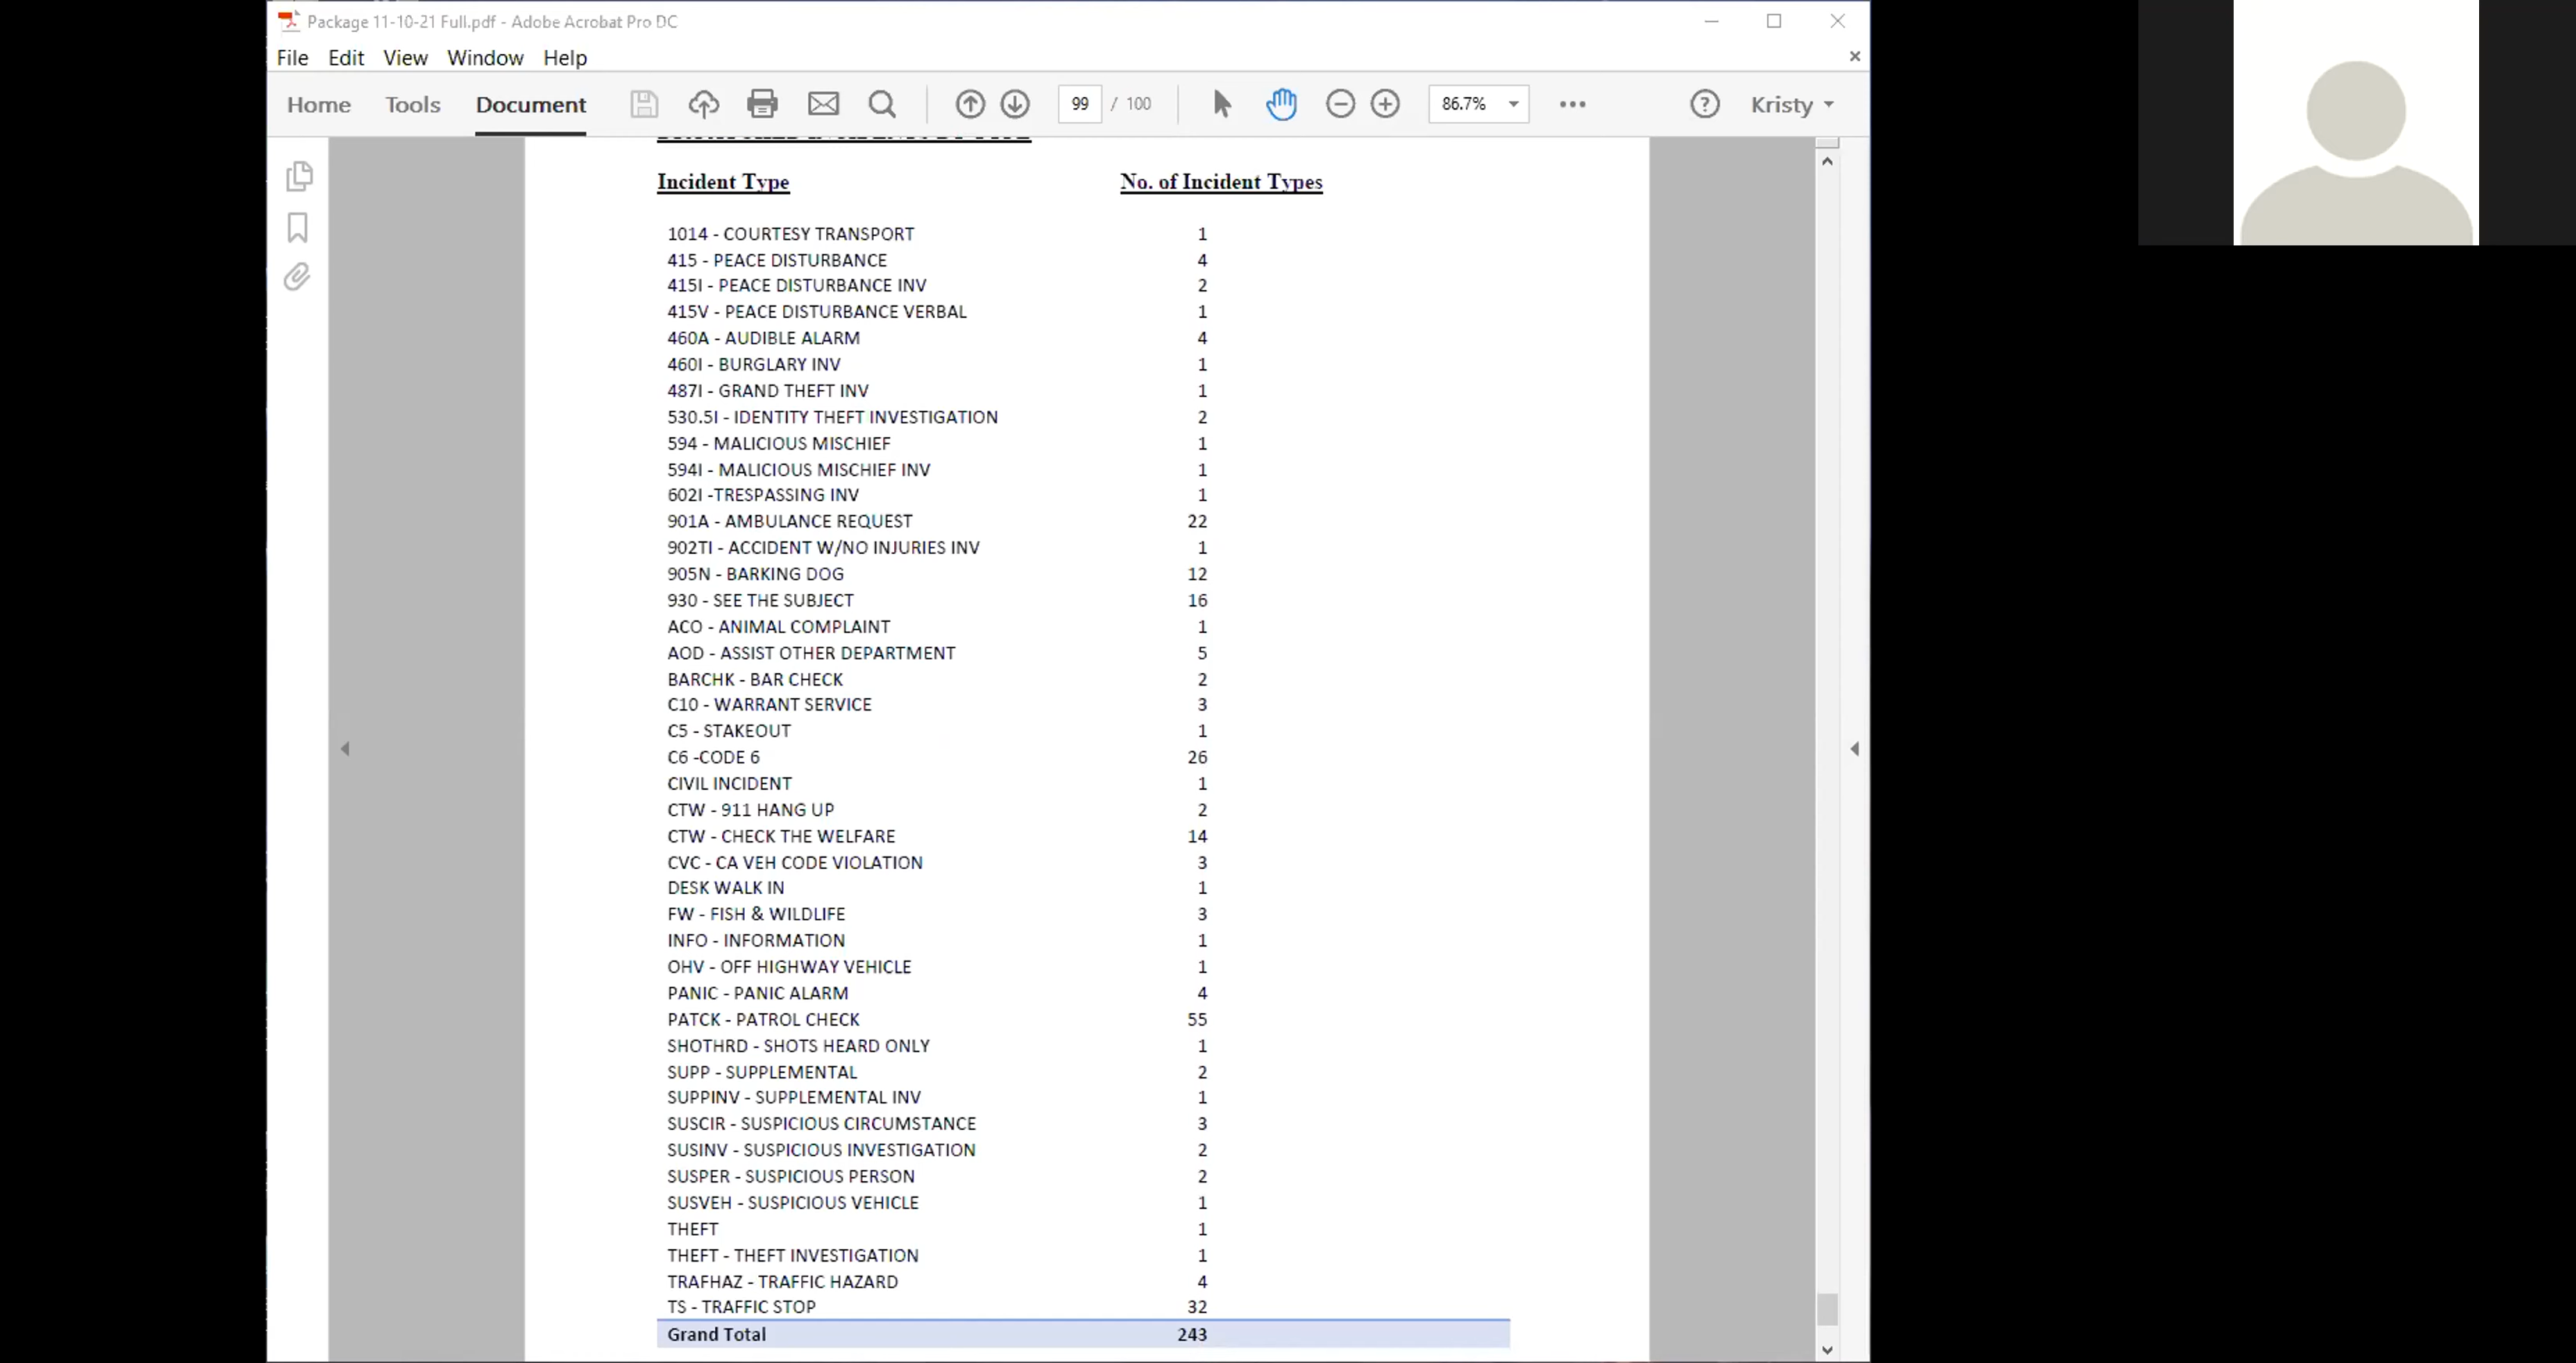 Package 11-10-21 Full.pdf - Adobe Acrobat Pro DC
File Edit View Window Help
Home Tools Document 99 / 100 86.7% Kristy
Incident Type No. of Incident Types
1014 - COURTESY TRANSPORT 1
415 - PEACE DISTURBANCE 4
415I - PEACE DISTURBANCE INV 2
415V - PEACE DISTURBANCE VERBAL 1
460A - AUDIBLE ALARM 4
460I - BURGLARY INV 1
487I - GRAND THEFT INV 1
530.5I - IDENTITY THEFT INVESTIGATION 2
594 - MALICIOUS MISCHIEF 1
594I - MALICIOUS MISCHIEF INV 1
602I -TRESPASSING INV 1
901A - AMBULANCE REQUEST 22
902TI - ACCIDENT W/NO INJURIES INV 1
905N - BARKING DOG 12
930 - SEE THE SUBJECT 16
ACO - ANIMAL COMPLAINT 1
AOD - ASSIST OTHER DEPARTMENT 5
BARCHK - BAR CHECK 2
C10 - WARRANT SERVICE 3
C5 - STAKEOUT 1
C6 -CODE 6 26
CIVIL INCIDENT 1
CTW - 911 HANG UP 2
CTW - CHECK THE WELFARE 14
CVC - CA VEH CODE VIOLATION 3
DESK WALK IN 1
FW - FISH & WILDLIFE 3
INFO - INFORMATION 1
OHV - OFF HIGHWAY VEHICLE 1
PANIC - PANIC ALARM 4
PATCK - PATROL CHECK 55
SHOTHRD - SHOTS HEARD ONLY 1
SUPP - SUPPLEMENTAL 2
SUPPINV - SUPPLEMENTAL INV 1
SUSCIR - SUSPICIOUS CIRCUMSTANCE 3
SUSINV - SUSPICIOUS INVESTIGATION 2
SUSPER - SUSPICIOUS PERSON 2
SUSVEH - SUSPICIOUS VEHICLE 1
THEFT 1
THEFT - THEFT INVESTIGATION 1
TRAFHAZ - TRAFFIC HAZARD 4
TS - TRAFFIC STOP 32
Grand Total 243